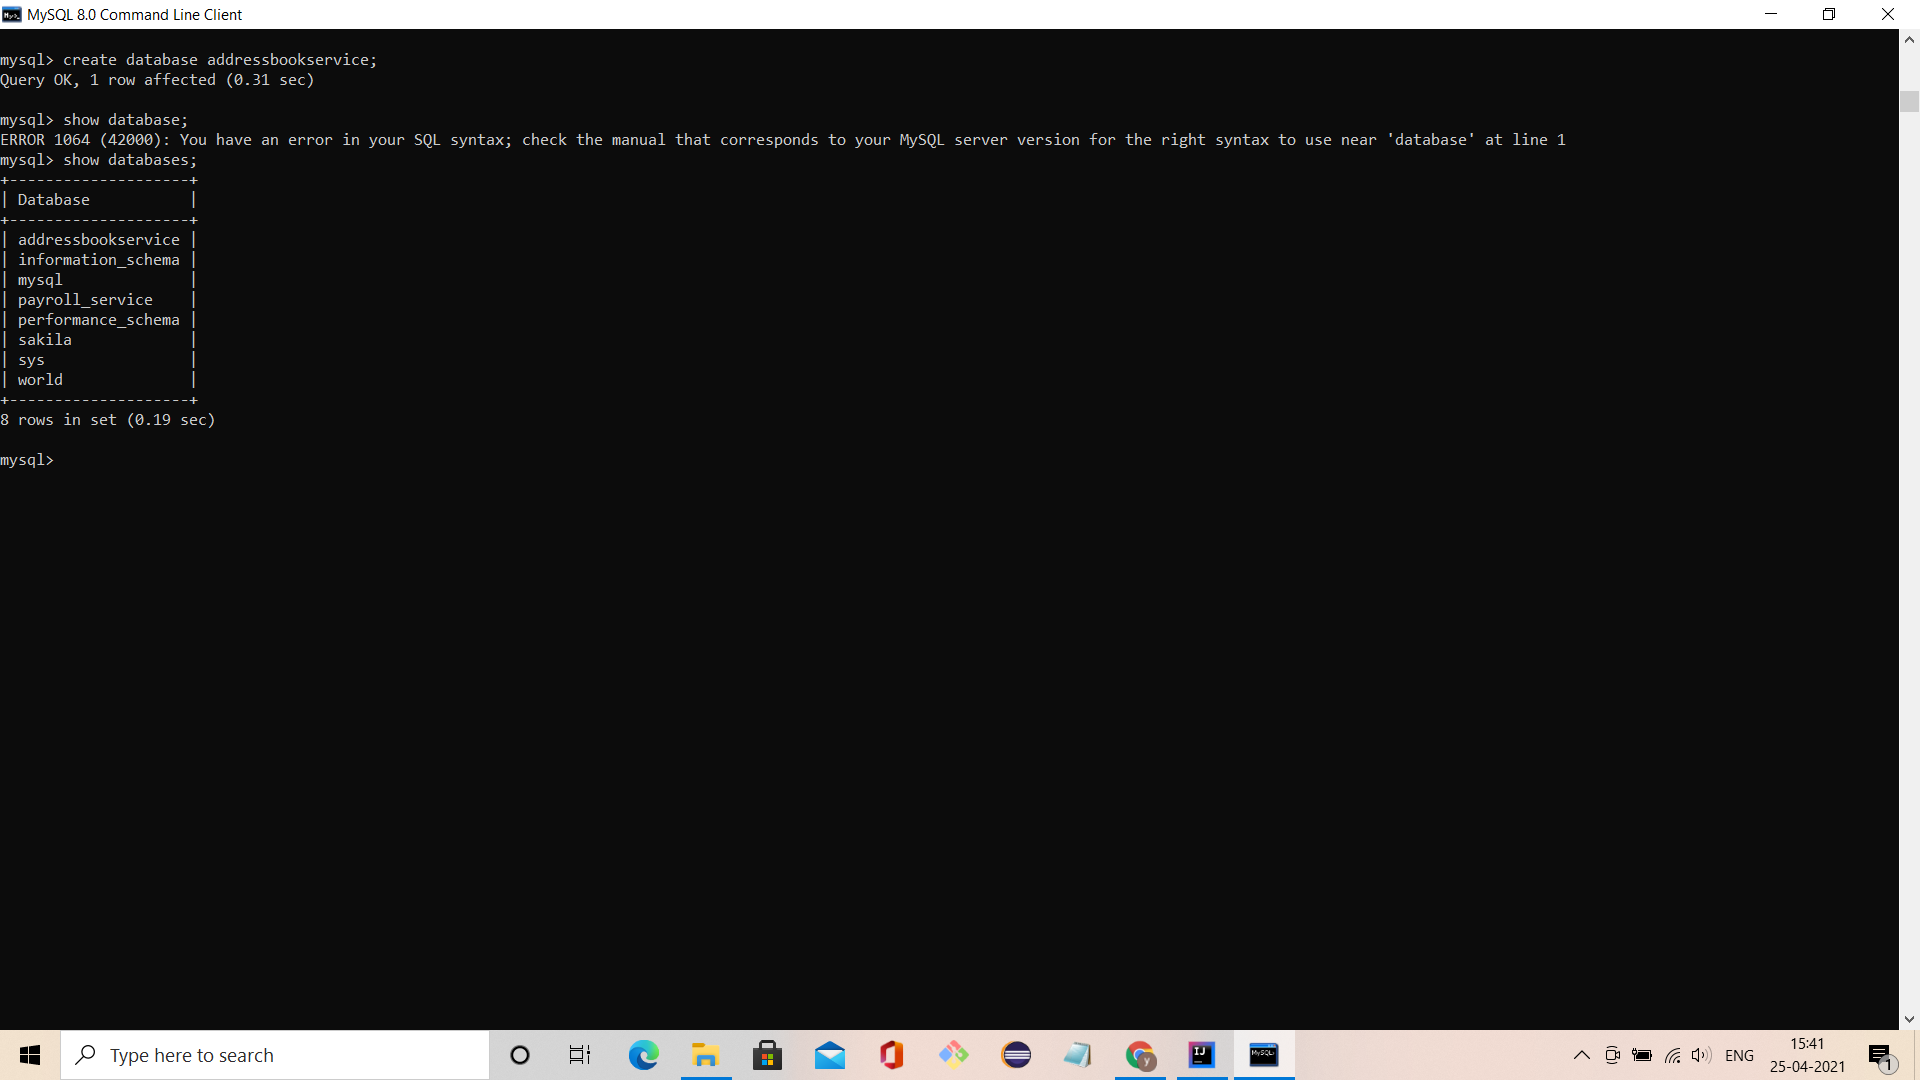 MySQL 8.0 Command Line Client
mysql> create database addressbookservice;
Query OK, 1 row affected (0.31 sec)
mysql> show database;
ERROR 1064 (42000): You have an error in your SQL syntax; check the manual that corresponds to your MySQL server version for the right syntax to use near 'database' at line 1
mysql> show databases;
+--------------------+
| Database           |
+--------------------+
| addressbookservice |
| information_schema |
| mysql              |
| payroll_service    |
| performance_schema |
| sakila             |
| sys                |
| world              |
+--------------------+
8 rows in set (0.19 sec)
mysql>
Type here to search
y
IJ
MySQL
ENG
15:41
25-04-2021
1